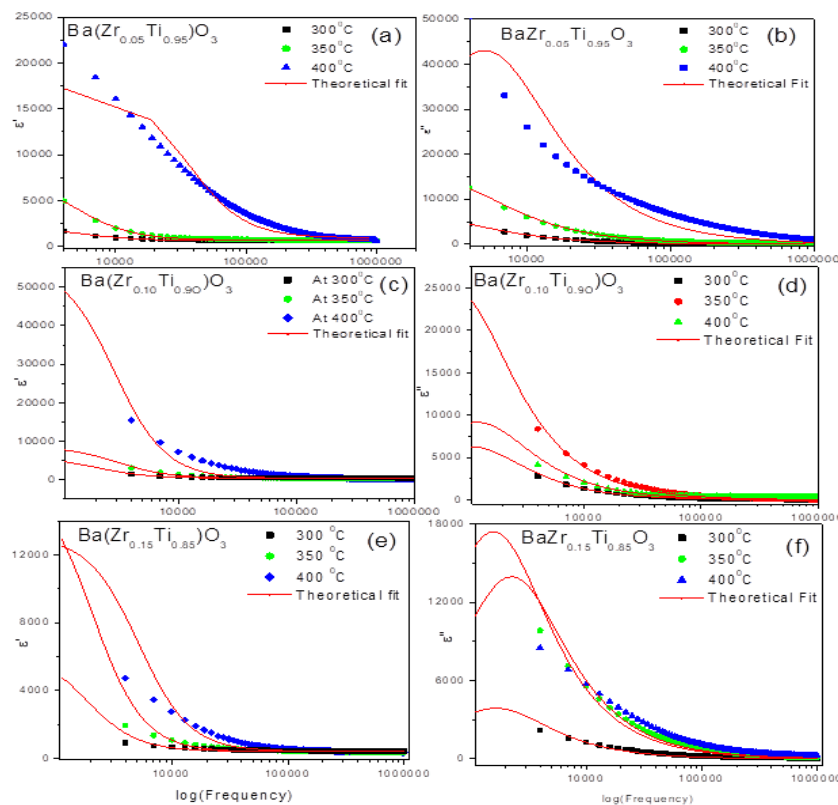 Ba(Zr0.05Ti0.95)O3 (a)
300°C
350°C
400°C
Theoretical fit
25000
20000
15000
10000
5000
0
ε'
10000 100000 1000000
BaZr0.05Ti0.95O3 (b)
300°C
350°C
400°C
Theoretical Fit
50000
40000
30000
20000
10000
0
ε"
100000 1000000
Ba(Zr0.10Ti0.90)O3 (c)
At 300°C
At 350°C
At 400°C
Theoretical fit
50000
40000
30000
20000
10000
0
ε'
10000 100000 1000000
Ba(Zr0.10Ti0.90)O3 (d)
300°C
350°C
400°C
Theoretical Fit
25000
20000
15000
10000
5000
0
ε"
10000 100000 1000000
Ba(Zr0.15Ti0.85)O3 (e)
300°C
350°C
400°C
Theoretical fit
12000
8000
4000
0
ε'
10000 100000 1000000
log(Frequency)
BaZr0.15Ti0.85O3 (f)
300°C
350°C
400°C
Theoretical Fit
18000
12000
6000
0
ε"
10000 100000 1000000
log(Frequency)